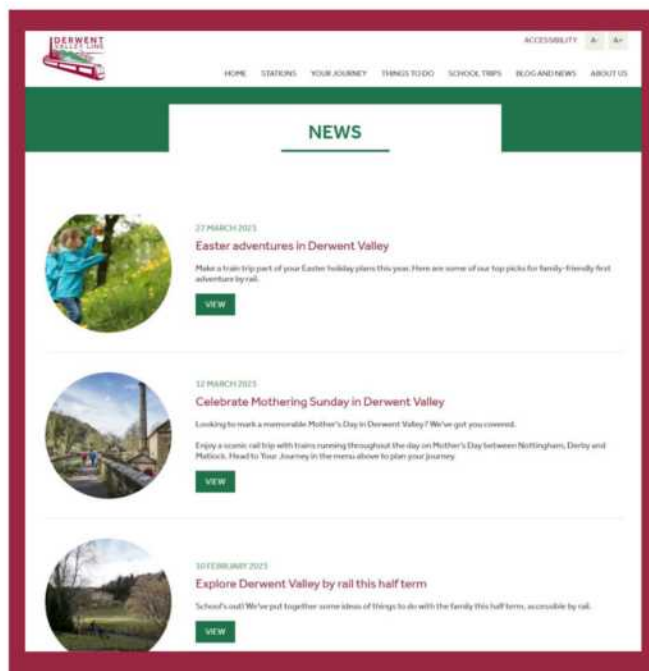 DERWENT
VALLEY LINE
ACCESSIBILITY A- A+
HOME STATIONS YOUR JOURNEY THINGS TO DO SCHOOL TRIPS BLOG AND NEWS ABOUT US
NEWS
27 MARCH 2023
Easter adventures in Derwent Valley
Make a train trip part of your Easter holiday plans this year. Here are some of our top picks for family-friendly first
adventure by rail.
VIEW
12 MARCH 2023
Celebrate Mothering Sunday in Derwent Valley
Looking to mark a memorable Mother's Day in Derwent Valley? We've got you covered.
Enjoy a scenic rail trip with trains running throughout the day on Mother's Day between Nottingham, Derby and
Matlock. Head to Your Journey in the menu above to plan your journey.
VIEW
10 FEBRUARY 2023
Explore Derwent Valley by rail this half term
School's out! We've put together some ideas of things to do with the family this half term, accessible by rail.
VIEW